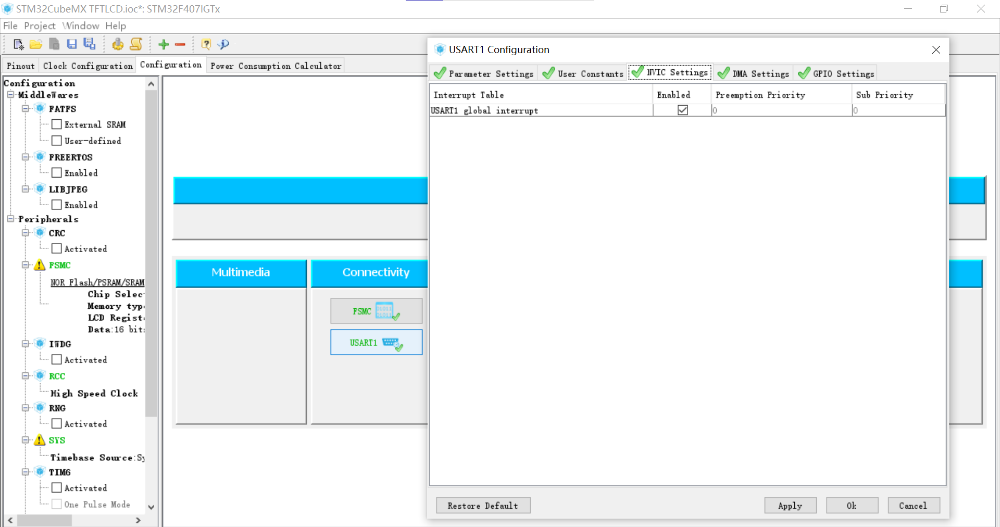 STM32CubeMX TFTLCD.ioc*: STM32F407IGTx
File Project Window Help
Pinout Clock Configuration Configuration Power Consumption Calculator
Configuration
MiddleWares
FATFS
External SRAM
User-defined
FREERTOS
Enabled
LIBJPEG
Enabled
Peripherals
CRC
Activated
FSMC
NOR Flash/PSRAM/SRAM
Chip Selec
Memory typ
LCD Regist
Data:16 bit
IWDG
Activated
RCC
High Speed Clock
RNG
Activated
SYS
Timebase Source:Sy
TIM6
Activated
One Pulse Mode
Multimedia
Connectivity
FSMC
01011
01011
USART1
USART1 Configuration
Parameter Settings User Constants NVIC Settings DMA Settings GPIO Settings
Interrupt Table Enabled Preemption Priority Sub Priority
USART1 global interrupt 0 0
Restore Default Apply Ok Cancel